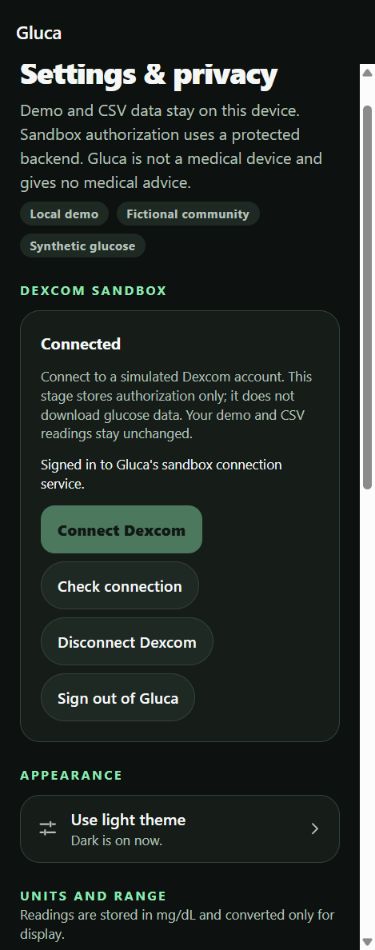 Gluca
Settings & privacy
Demo and CSV data stay on this device.
Sandbox authorization uses a protected
backend. Gluca is not a medical device and
gives no medical advice.
Local demo
Fictional community
Synthetic glucose
DEXCOM SANDBOX
Connected
Connect to a simulated Dexcom account. This
stage stores authorization only; it does not
download glucose data. Your demo and CSV
readings stay unchanged.
Signed in to Gluca's sandbox connection
service.
Connect Dexcom
Check connection
Disconnect Dexcom
Sign out of Gluca
APPEARANCE
Use light theme
Dark is on now.
UNITS AND RANGE
Readings are stored in mg/dL and converted only for
display.